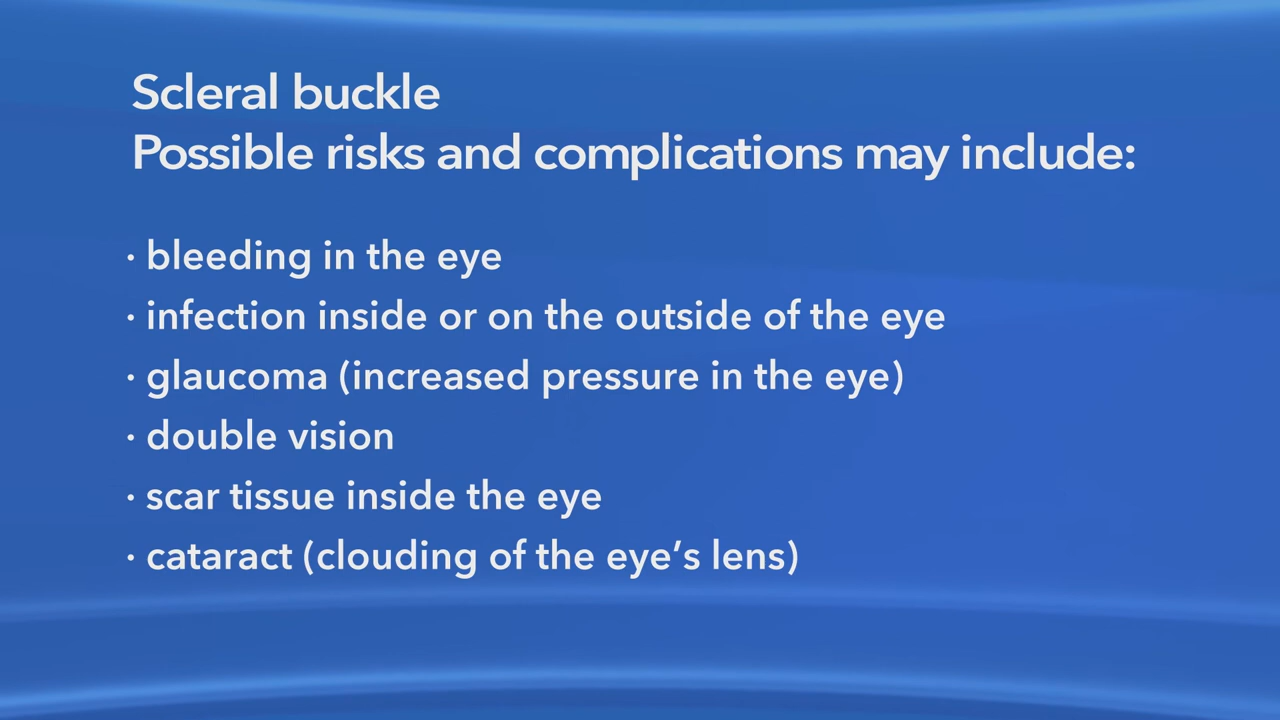 Scleral buckle
Possible risks and complications may include:
· bleeding in the eye
· infection inside or on the outside of the eye
· glaucoma (increased pressure in the eye)
· double vision
· scar tissue inside the eye
· cataract (clouding of the eye’s lens)